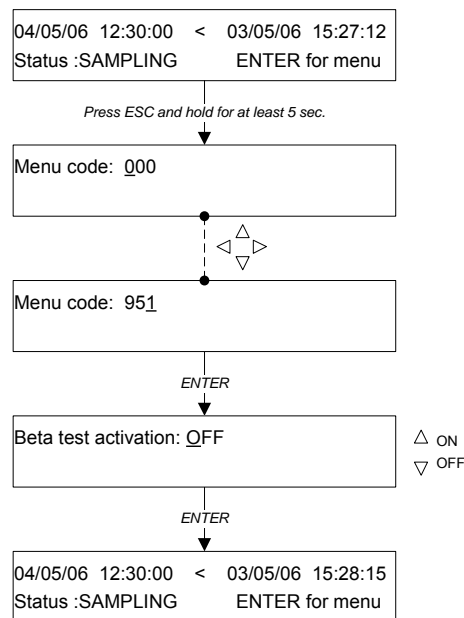 04/05/06 12:30:00 < 03/05/06 15:27:12
Status :SAMPLING ENTER for menu
Press ESC and hold for at least 5 sec.
Menu code: 000
Menu code: 951
ENTER
Beta test activation: OFF
ON
OFF
ENTER
04/05/06 12:30:00 < 03/05/06 15:28:15
Status :SAMPLING ENTER for menu